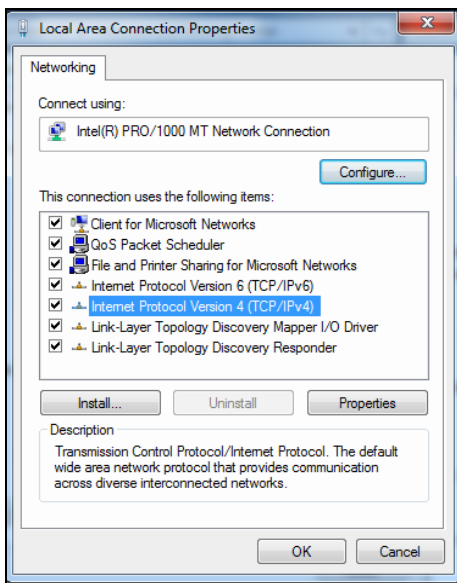 Local Area Connection Properties
Networking
Connect using:
Intel(R) PRO/1000 MT Network Connection
Configure...
This connection uses the following items:
Client for Microsoft Networks
QoS Packet Scheduler
File and Printer Sharing for Microsoft Networks
Internet Protocol Version 6 (TCP/IPv6)
Internet Protocol Version 4 (TCP/IPv4)
Link-Layer Topology Discovery Mapper I/O Driver
Link-Layer Topology Discovery Responder
Install... Uninstall Properties
Description
Transmission Control Protocol/Internet Protocol. The default
wide area network protocol that provides communication
across diverse interconnected networks.
OK Cancel